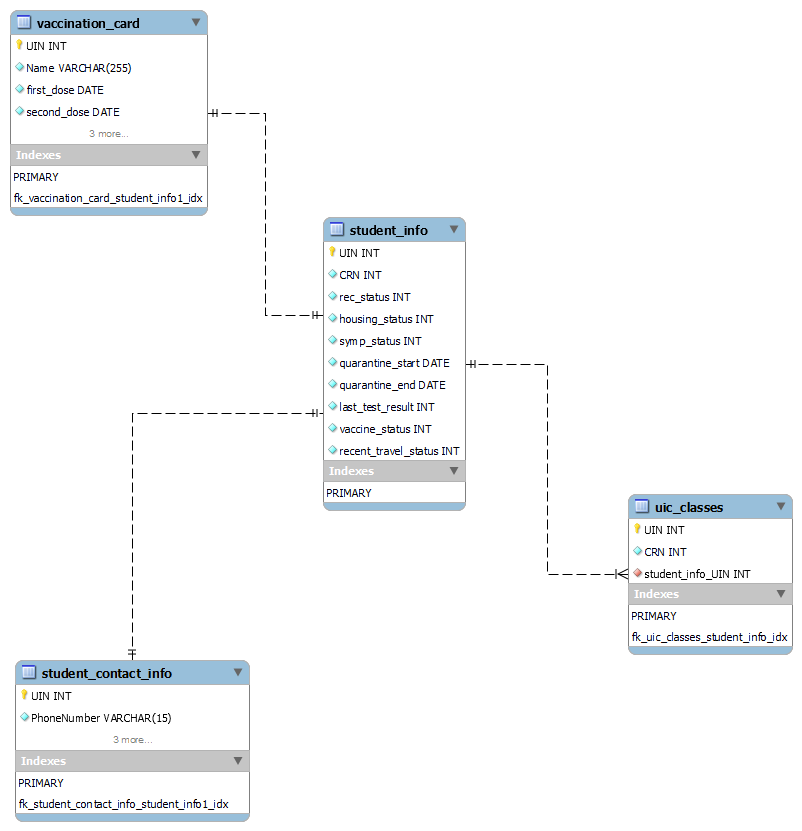 vaccination_card
UIN INT
Name VARCHAR(255)
first_dose DATE
second_dose DATE
3 more...
Indexes
PRIMARY
fk_vaccination_card_student_info1_idx
student_info
UIN INT
CRN INT
rec_status INT
housing_status INT
symp_status INT
quarantine_start DATE
quarantine_end DATE
last_test_result INT
vaccine_status INT
recent_travel_status INT
Indexes
PRIMARY
uic_classes
UIN INT
CRN INT
student_info_UIN INT
Indexes
PRIMARY
fk_uic_classes_student_info_idx
student_contact_info
UIN INT
PhoneNumber VARCHAR(15)
3 more...
Indexes
PRIMARY
fk_student_contact_info_student_info1_idx